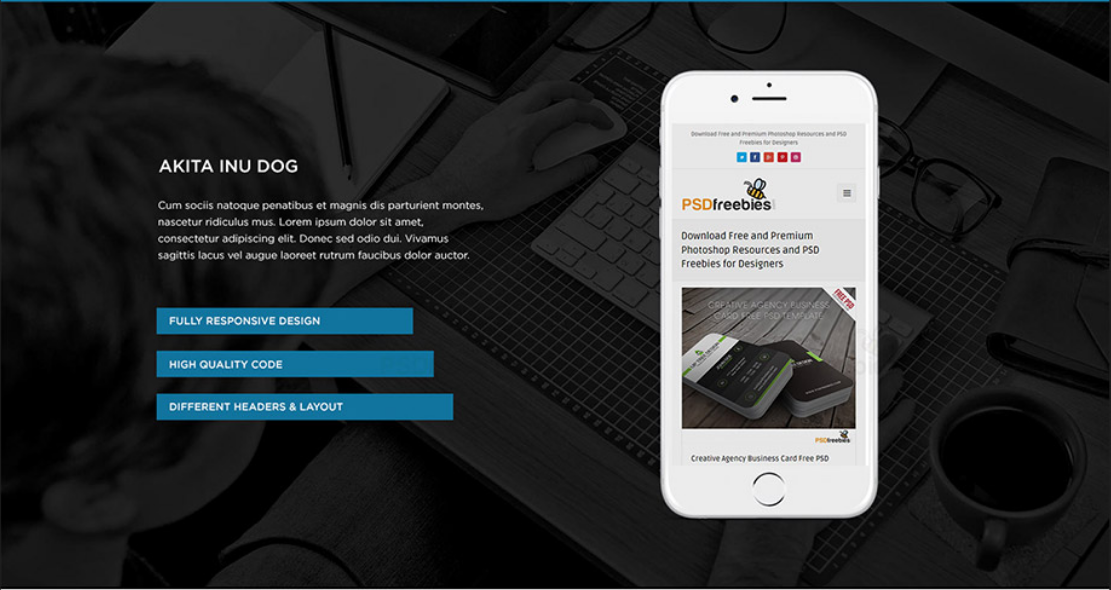 AKITA INU DOG
Cum sociis natoque penatibus et magnis dis parturient montes,
nascetur ridiculus mus. Lorem ipsum dolor sit amet,
consectetur adipiscing elit. Donec sed odio dui. Vivamus
sagittis lacus vel augue laoreet rutrum faucibus dolor auctor.
FULLY RESPONSIVE DESIGN
HIGH QUALITY CODE
DIFFERENT HEADERS & LAYOUT
Download Free and Premium Photoshop Resources and PSD
Freebies for Designers
PSDfreebies
Download Free and Premium
Photoshop Resources and PSD
Freebies for Designers
CREATIVE AGENCY BUSINESS
CARD FREE PSD TEMPLATE
FREE PSD
PSDfreebies
Creative Agency Business Card Free PSD